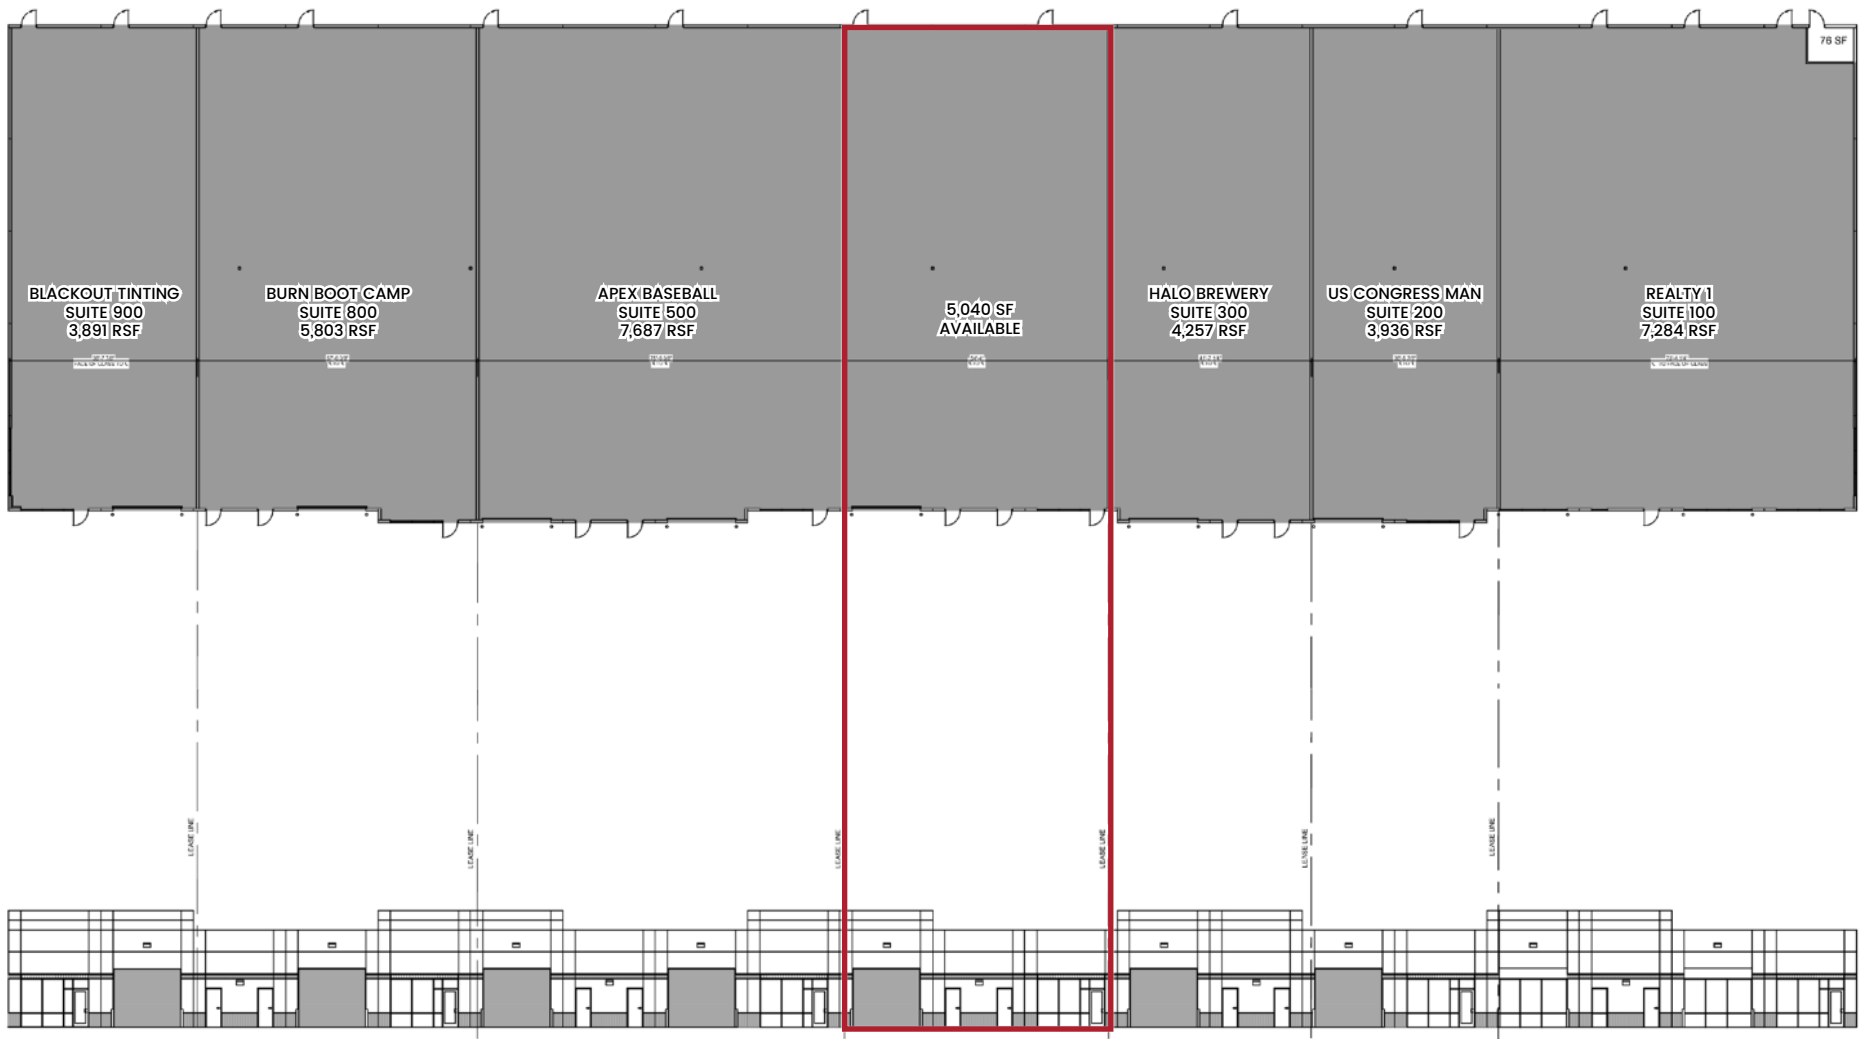 76 SF
BLACKOUT TINTING
SUITE 900
3,891 RSF
BURN BOOT CAMP
SUITE 800
5,803 RSF
APEX BASEBALL
SUITE 500
7,687 RSF
5,040 SF
AVAILABLE
HALO BREWERY
SUITE 300
4,257 RSF
US CONGRESS MAN
SUITE 200
3,936 RSF
REALTY 1
SUITE 100
7,284 RSF
LEASE LINE
LEASE LINE
LEASE LINE
LEASE LINE
LEASE LINE
LEASE LINE